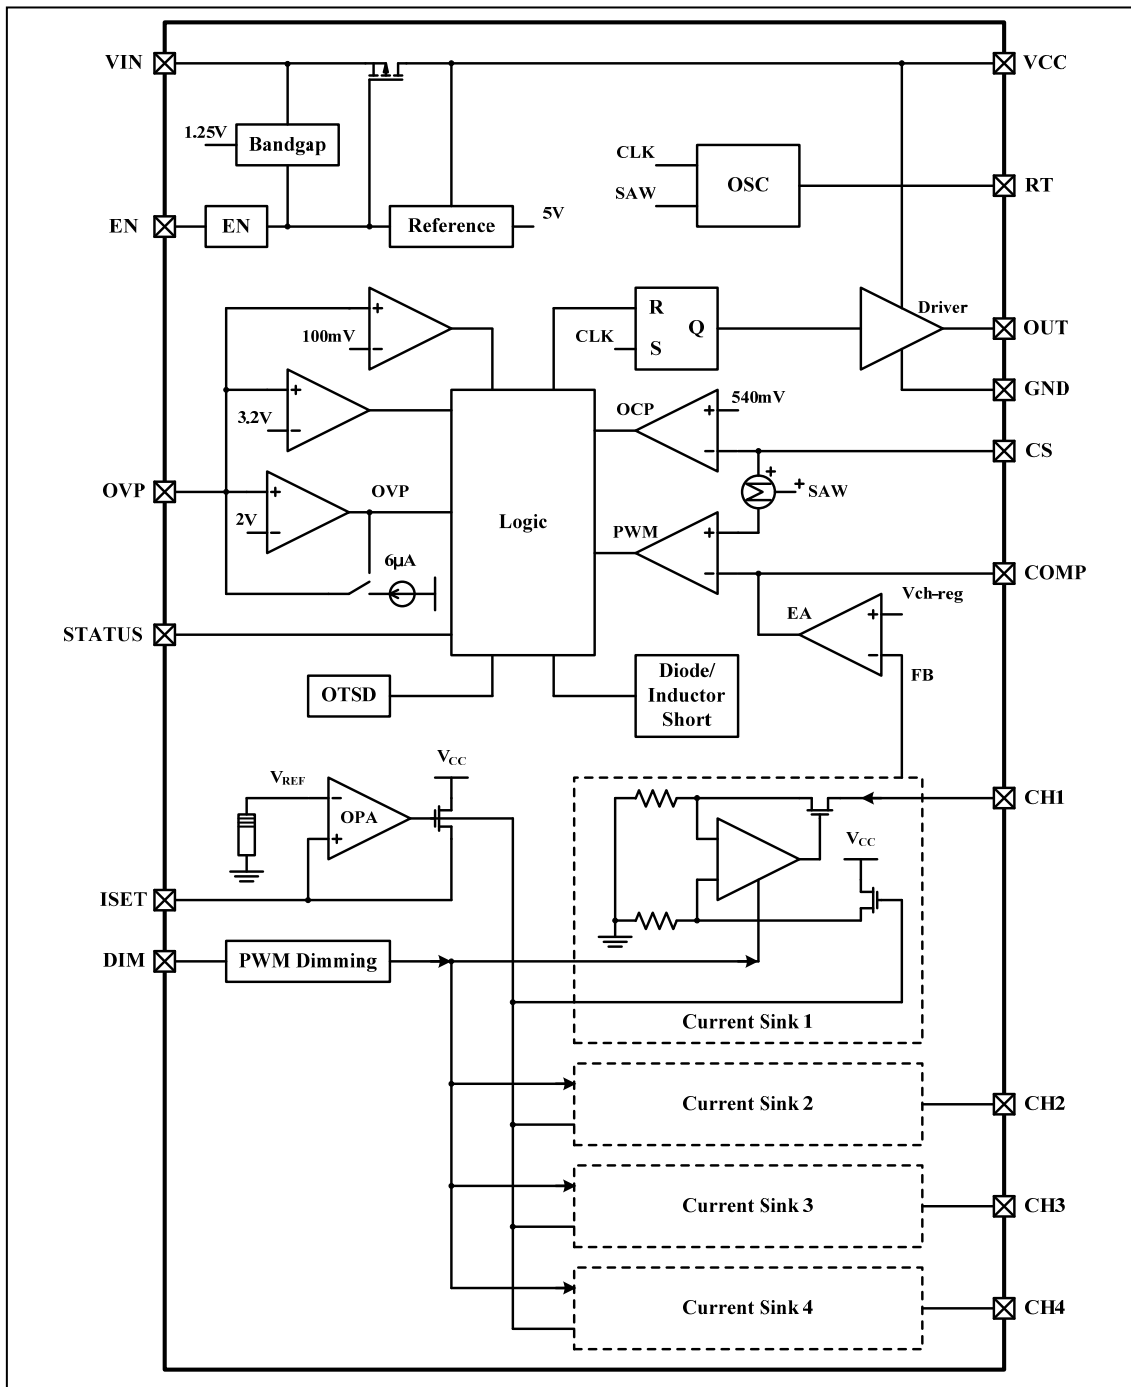 VIN
VCC
1.25V
Bandgap
CLK
OSC
SAW
RT
EN
EN
Reference
5V
100mV
R
Q
CLK
S
Driver
OUT
GND
3.2V
OCP
540mV
CS
OVP
2V
OVP
Logic
SAW
PWM
6µA
COMP
Vch-reg
EA
STATUS
FB
OTSD
Diode/
Inductor
Short
VCC
VREF
OPA
CH1
VCC
ISET
DIM
PWM Dimming
Current Sink 1
Current Sink 2
CH2
Current Sink 3
CH3
Current Sink 4
CH4